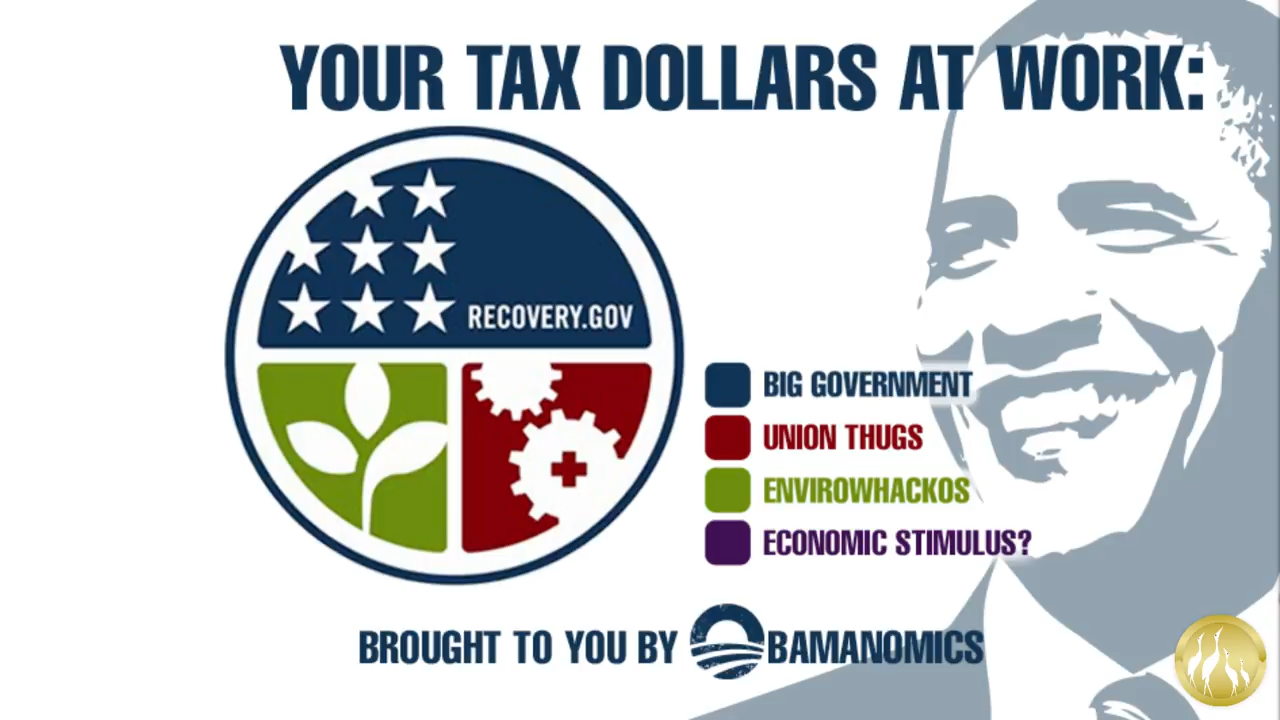 YOUR TAX DOLLARS AT WORK:
RECOVERY.GOV
BIG GOVERNMENT
UNION THUGS
ENVIROWHACKOS
ECONOMIC STIMULUS?
BROUGHT TO YOU BY OBAMANOMICS